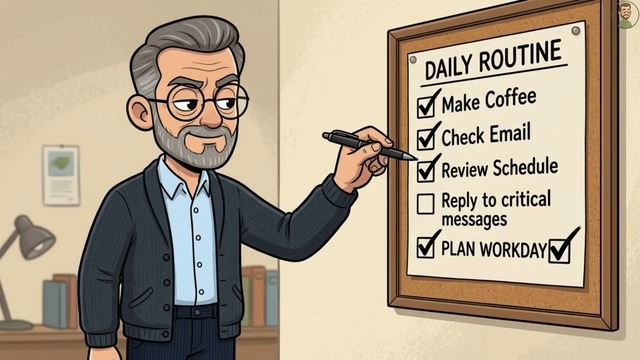 DAILY ROUTINE
Make Coffee
Check Email
Review Schedule
Reply to critical
messages
PLAN WORKDAY